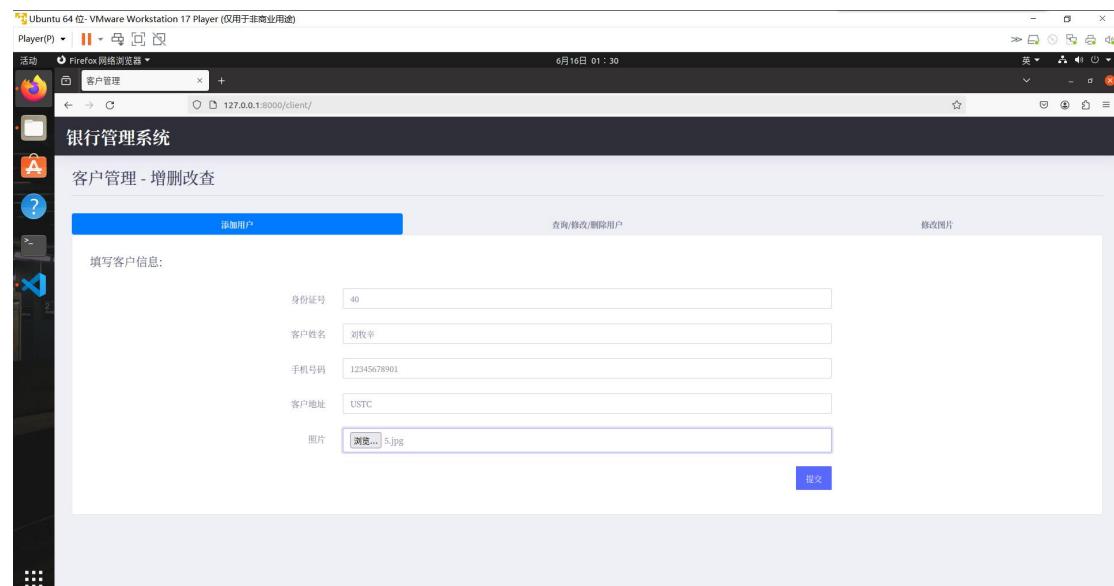 Ubuntu 64 位- VMware Workstation 17 Player (仅用于非商业用途)
Player(P)
活动 Firefox 网络浏览器 6月16日 01：30 英
客户管理
127.0.0.1:8000/client/
银行管理系统
客户管理 - 增删改查
添加用户 查询/修改/删除用户 修改图片
填写客户信息:
身份证号 40
客户姓名 刘牧辛
手机号码 12345678901
客户地址 USTC
照片 浏览... 5.jpg
提交